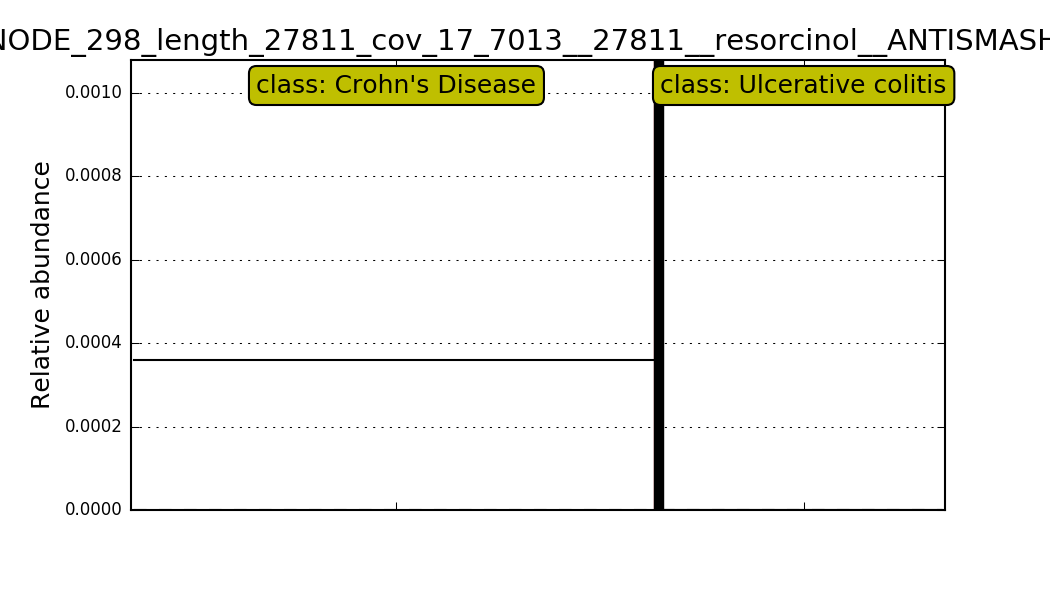 NODE_298_length_27811_cov_17_7013__27811__resorcinol__ANTISMASH
class: Crohn's Disease
class: Ulcerative colitis
Relative abundance
0.0010
0.0008
0.0006
0.0004
0.0002
0.0000